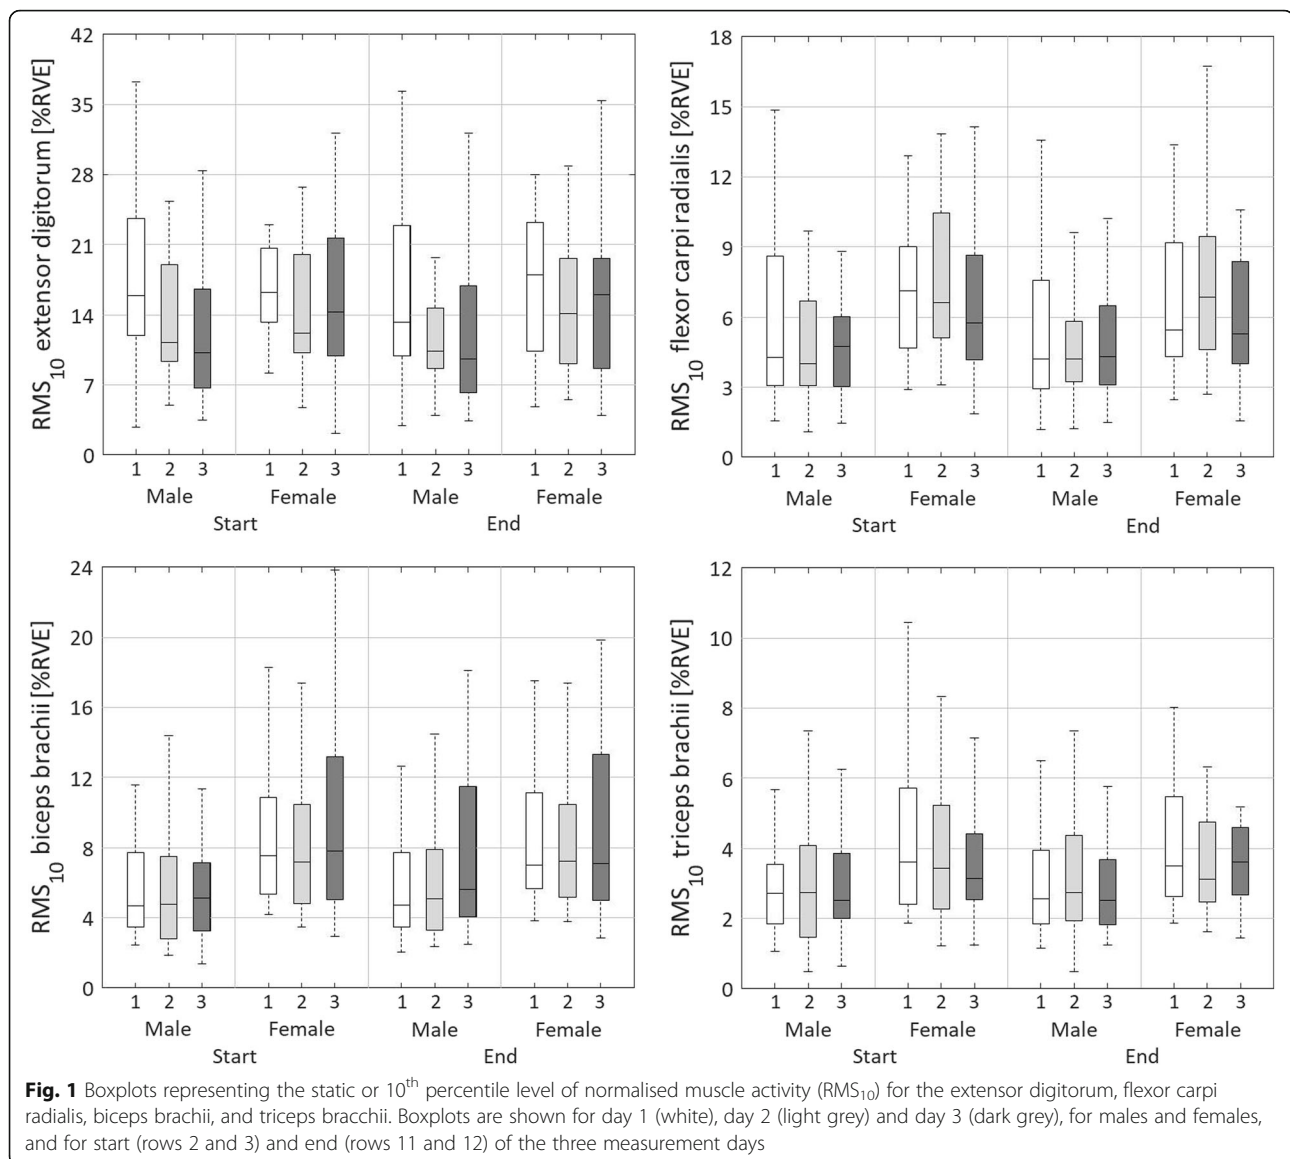 42
35
28
21
14
7
0
RMS10 extensor digitorum [%RVE]
1 2 3 1 2 3 1 2 3 1 2 3
Male Female Male Female
Start End
18
15
12
9
6
3
0
RMS10 flexor carpi radialis [%RVE]
1 2 3 1 2 3 1 2 3 1 2 3
Male Female Male Female
Start End
24
20
16
12
8
4
0
RMS10 biceps brachii [%RVE]
1 2 3 1 2 3 1 2 3 1 2 3
Male Female Male Female
Start End
12
10
8
6
4
2
0
RMS10 triceps brachii [%RVE]
1 2 3 1 2 3 1 2 3 1 2 3
Male Female Male Female
Start End
Fig. 1 Boxplots representing the static or 10th percentile level of normalised muscle activity (RMS10) for the extensor digitorum, flexor carpi
radialis, biceps brachii, and triceps bracchii. Boxplots are shown for day 1 (white), day 2 (light grey) and day 3 (dark grey), for males and females,
and for start (rows 2 and 3) and end (rows 11 and 12) of the three measurement days